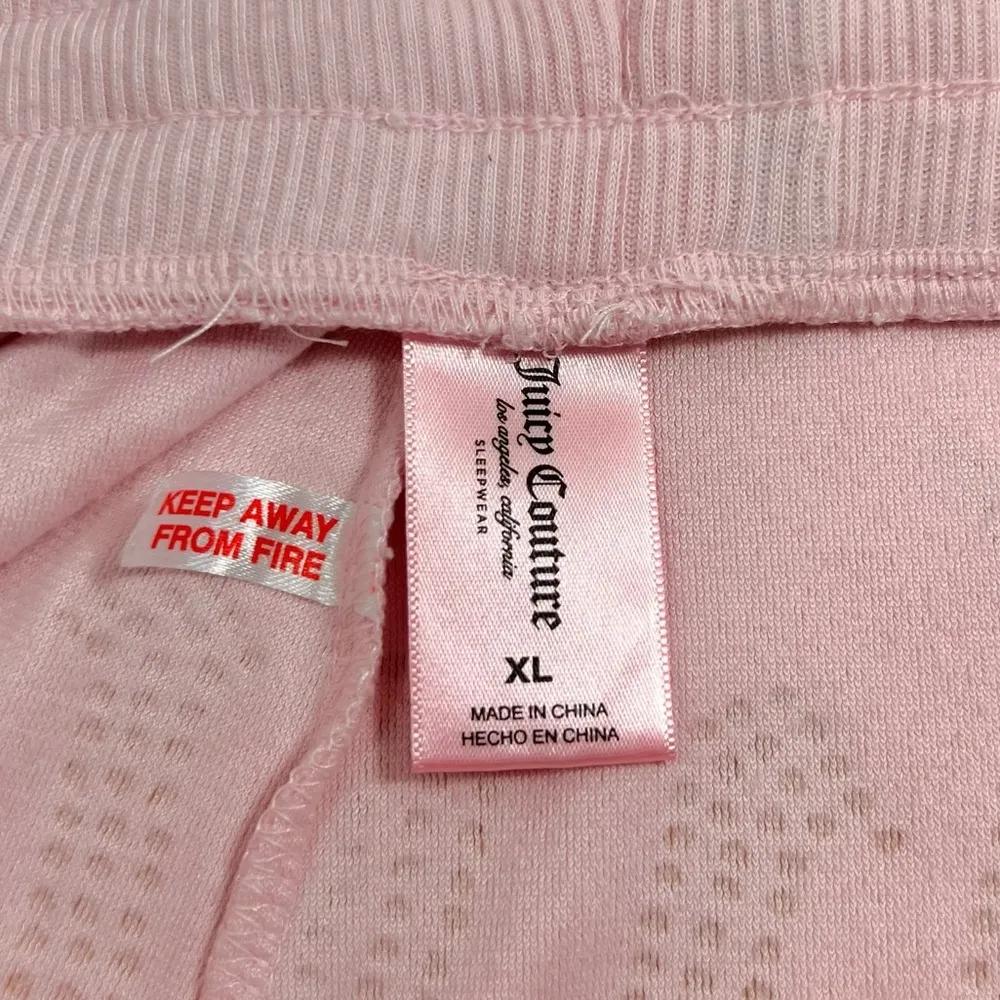 KEEP AWAY
FROM FIRE
Juicy Couture
los angeles, california
SLEEPWEAR
XL
MADE IN CHINA
HECHO EN CHINA